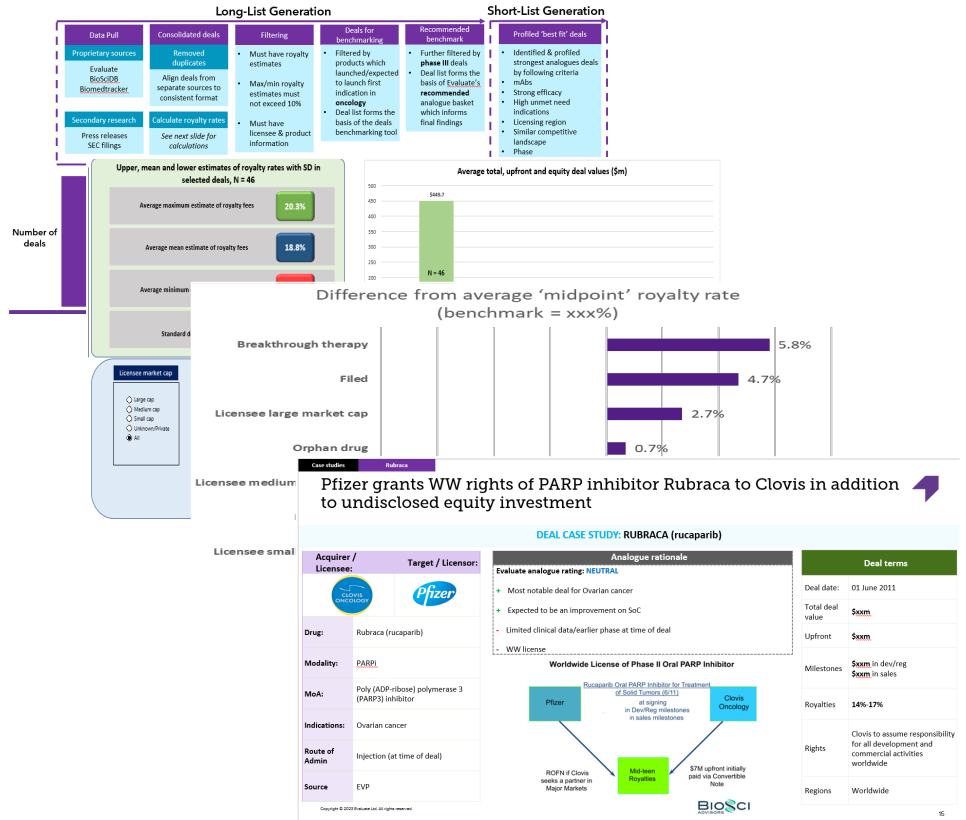 Long-List Generation
Short-List Generation
Data Pull
Proprietary sources
Evaluate
BioSciDB
Biomedtracker
Secondary research
Press releases
SEC filings
Consolidated deals
Removed
duplicates
Align deals from
separate sources to
consistent format
Calculate royalty rates
See next slide for
calculations
Filtering
• Must have royalty
estimates
• Max/min royalty
estimates must
not exceed 10%
• Must have
licensee & product
information
Deals for
benchmarking
• Filtered by
products which
launched/expected
to launch first
indication in
oncology
• Deal list forms the
basis of the deals
benchmarking tool
Recommended
benchmark
• Further filtered by
phase III deals
• Deal list forms the
basis of Evaluate's
recommended
analogue basket
which informs
final findings
Profiled 'best fit' deals
• Identified & profiled
strongest analogues deals
by following criteria
• mAbs
• Strong efficacy
• High unmet need
indications
• Licensing region
• Similar competitive
landscape
• Phase
Number of
deals
Upper, mean and lower estimates of royalty rates with SD in
selected deals, N = 46
Average maximum estimate of royalty fees
20.3%
Average mean estimate of royalty fees
18.8%
Average minimum
Standard d
Licensee market cap
Large cap
Medium cap
Small cap
Unknown/Private
All
Average total, upfront and equity deal values ($m)
500
450
400
350
300
250
200
$449.7
N = 46
Difference from average 'midpoint' royalty rate
(benchmark = xxx%)
Breakthrough therapy
5.8%
Filed
4.7%
Licensee large market cap
2.7%
Orphan drug
0.7%
Licensee medium
Licensee small
Case studies
Rubraca
Pfizer grants WW rights of PARP inhibitor Rubraca to Clovis in addition
to undisclosed equity investment
DEAL CASE STUDY: RUBRACA (rucaparib)
Acquirer /
Licensee:
Target / Licensor:
CLOVIS
ONCOLOGY
Pfizer
Drug:
Rubraca (rucaparib)
Modality:
PARPi
MoA:
Poly (ADP-ribose) polymerase 3
(PARP3) inhibitor
Indications:
Ovarian cancer
Route of
Admin
Injection (at time of deal)
Source
EVP
Analogue rationale
Evaluate analogue rating: NEUTRAL
+ Most notable deal for Ovarian cancer
+ Expected to be an improvement on SoC
- Limited clinical data/earlier phase at time of deal
- WW license
Worldwide License of Phase II Oral PARP Inhibitor
Rucaparib Oral PARP Inhibitor for Treatment
of Solid Tumors (6/11)
at signing
in Dev/Reg milestones
in sales milestones
Pfizer
Clovis
Oncology
Mid-teen
Royalties
ROFN if Clovis
seeks a partner in
Major Markets
$7M upfront initially
paid via Convertible
Note
BIOSCI
ADVISORS
Deal terms
Deal date:
01 June 2011
Total deal
value
$xxm
Upfront
$xxm
Milestones
$xxm in dev/reg
$xxm in sales
Royalties
14%-17%
Rights
Clovis to assume responsibility
for all development and
commercial activities
worldwide
Regions
Worldwide
Copyright © 2023 Evaluate Ltd. All rights reserved.
15